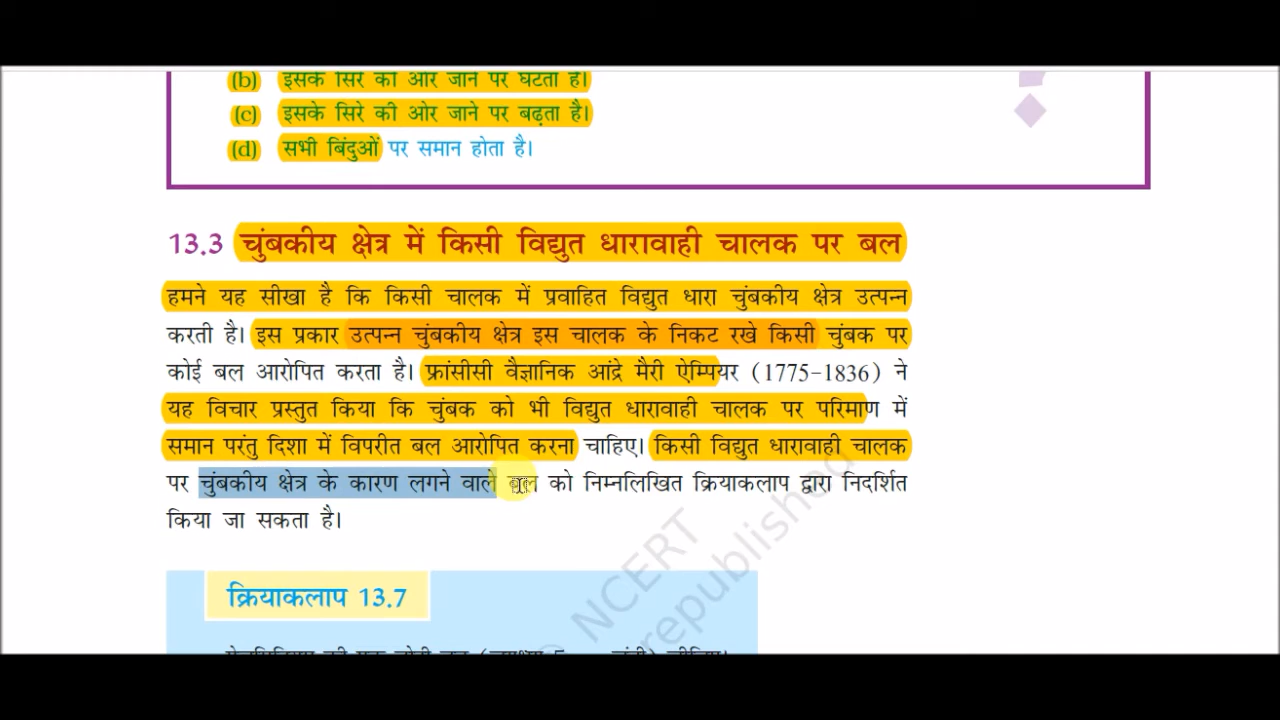 (b) इसके सिरे की ओर जाने पर घटता है।
(c) इसके सिरे की ओर जाने पर बढ़ता है।
(d) सभी बिंदुओं पर समान होता है।
13.3 चुंबकीय क्षेत्र में किसी विद्युत धारावाही चालक पर बल
हमने यह सीखा है कि किसी चालक में प्रवाहित विद्युत धारा चुंबकीय क्षेत्र उत्पन्न
करती है। इस प्रकार उत्पन्न चुंबकीय क्षेत्र इस चालक के निकट रखे किसी चुंबक पर
कोई बल आरोपित करता है। फ्रांसीसी वैज्ञानिक आंद्रे मैरी ऐम्पियर (1775-1836) ने
यह विचार प्रस्तुत किया कि चुंबक को भी विद्युत धारावाही चालक पर परिमाण में
समान परंतु दिशा में विपरीत बल आरोपित करना चाहिए। किसी विद्युत धारावाही चालक
पर चुंबकीय क्षेत्र के कारण लगने वाले बल को निम्नलिखित क्रियाकलाप द्वारा निदर्शित
किया जा सकता है।
© NCERT
republished
क्रियाकलाप 13.7